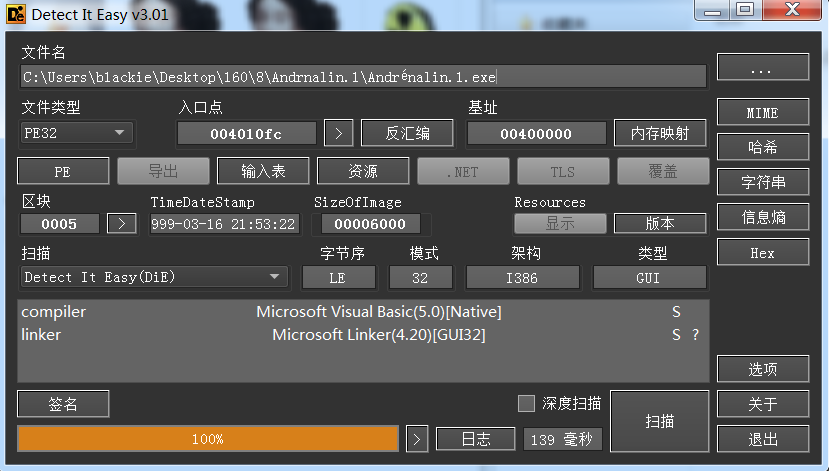 Detect It Easy v3.01
文件名
C:\Users\b1ackie\Desktop\160\8\Andrnalin.1\Andrénalin.1.exe
...
文件类型
入口点
基址
PE32
004010fc
>
反汇编
00400000
内存映射
MIME
哈希
PE
导出
输入表
资源
.NET
TLS
覆盖
字符串
区块
TimeDateStamp
SizeOfImage
Resources
0005
>
999-03-16 21:53:22
00006000
显示
版本
信息熵
扫描
字节序
模式
架构
类型
Hex
Detect It Easy(DiE)
LE
32
I386
GUI
compiler Microsoft Visual Basic(5.0)[Native] S
linker Microsoft Linker(4.20)[GUI32] S ?
选项
签名
深度扫描
扫描
关于
100%
>
日志
139 毫秒
退出